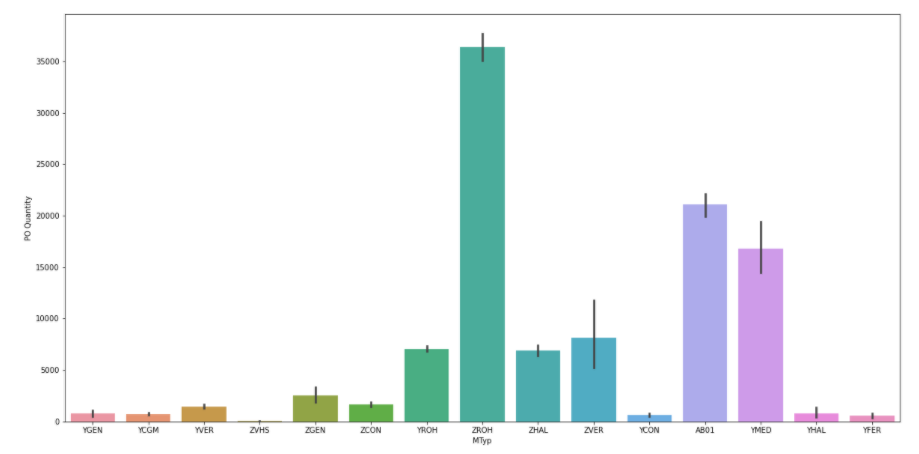 35000
30000
25000
20000
15000
10000
5000
0
PO Quantity
YGEN YCGM YVER ZVHS ZGEN ZCON YROH ZROH ZHAL ZVER YCON AB01 YMED YHAL YFER
MTyp